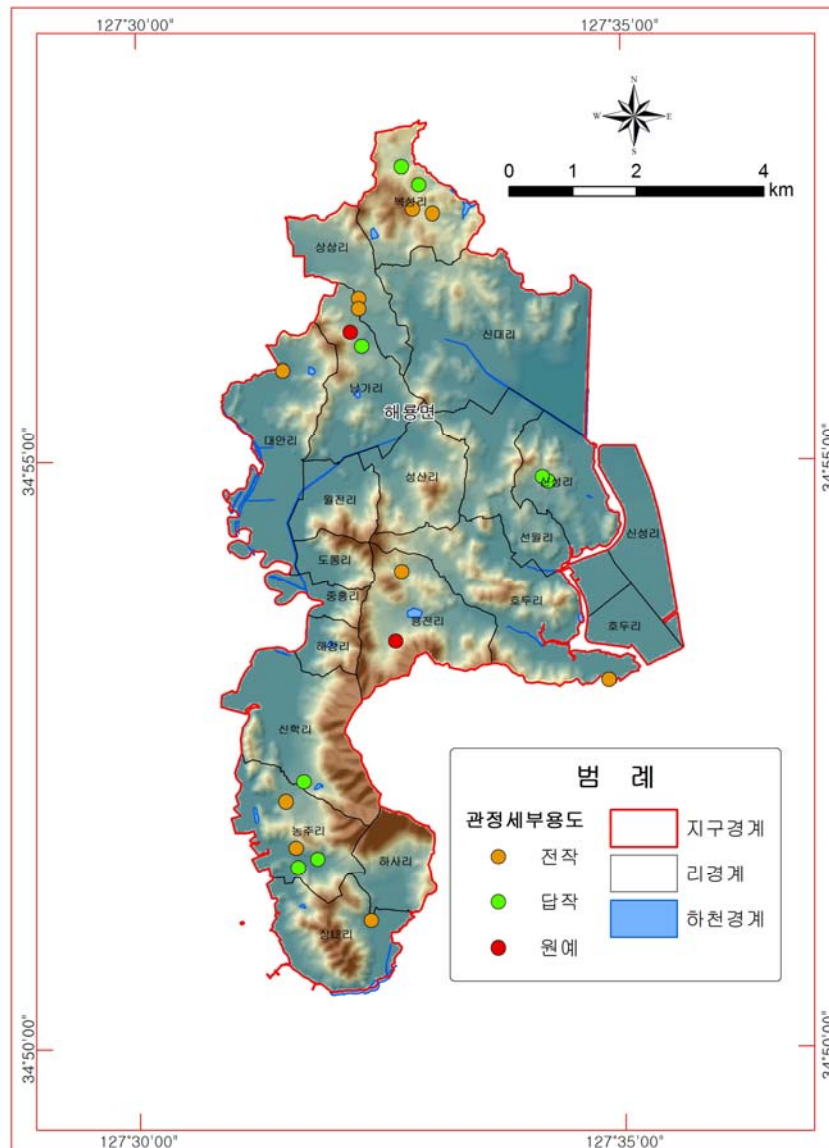 127°30'00"
127°35'00"
N
W
E
S
0 1 2 4
km
복성리
상삼리
신대리
남가리
해룡면
대안리
34°55'00"
34°55'00"
성산리
신성리
월전리
선월리
신성리
도롱리
중흥리
호두리
용전리
호두리
해창리
신학리
농주리
하사리
상내리
범 례
관정세부용도
전작
답작
원예
지구경계
리경계
하천경계
34°50'00"
34°50'00"
127°30'00"
127°35'00"